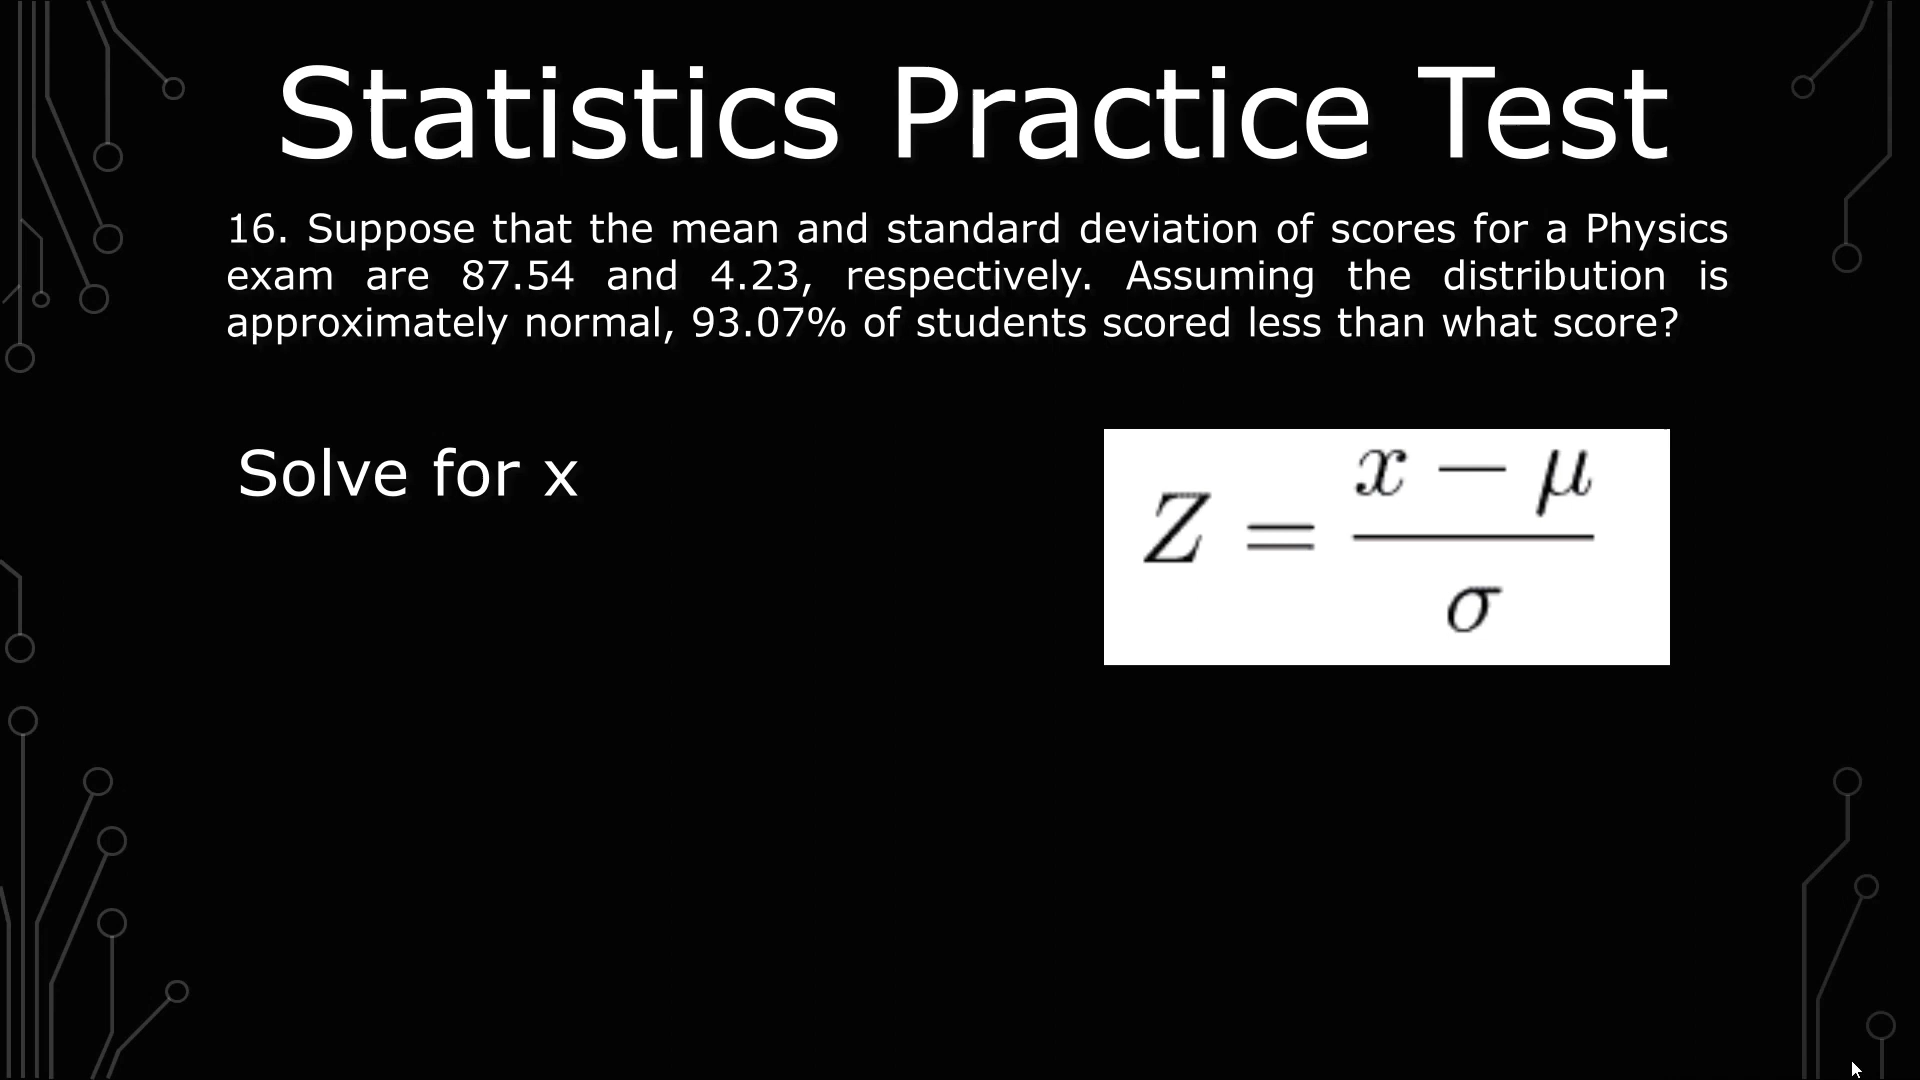 Statistics Practice Test
16. Suppose that the mean and standard deviation of scores for a Physics
exam are 87.54 and 4.23, respectively. Assuming the distribution is
approximately normal, 93.07% of students scored less than what score?
Solve for x
Z = \frac{x - μ}{σ}